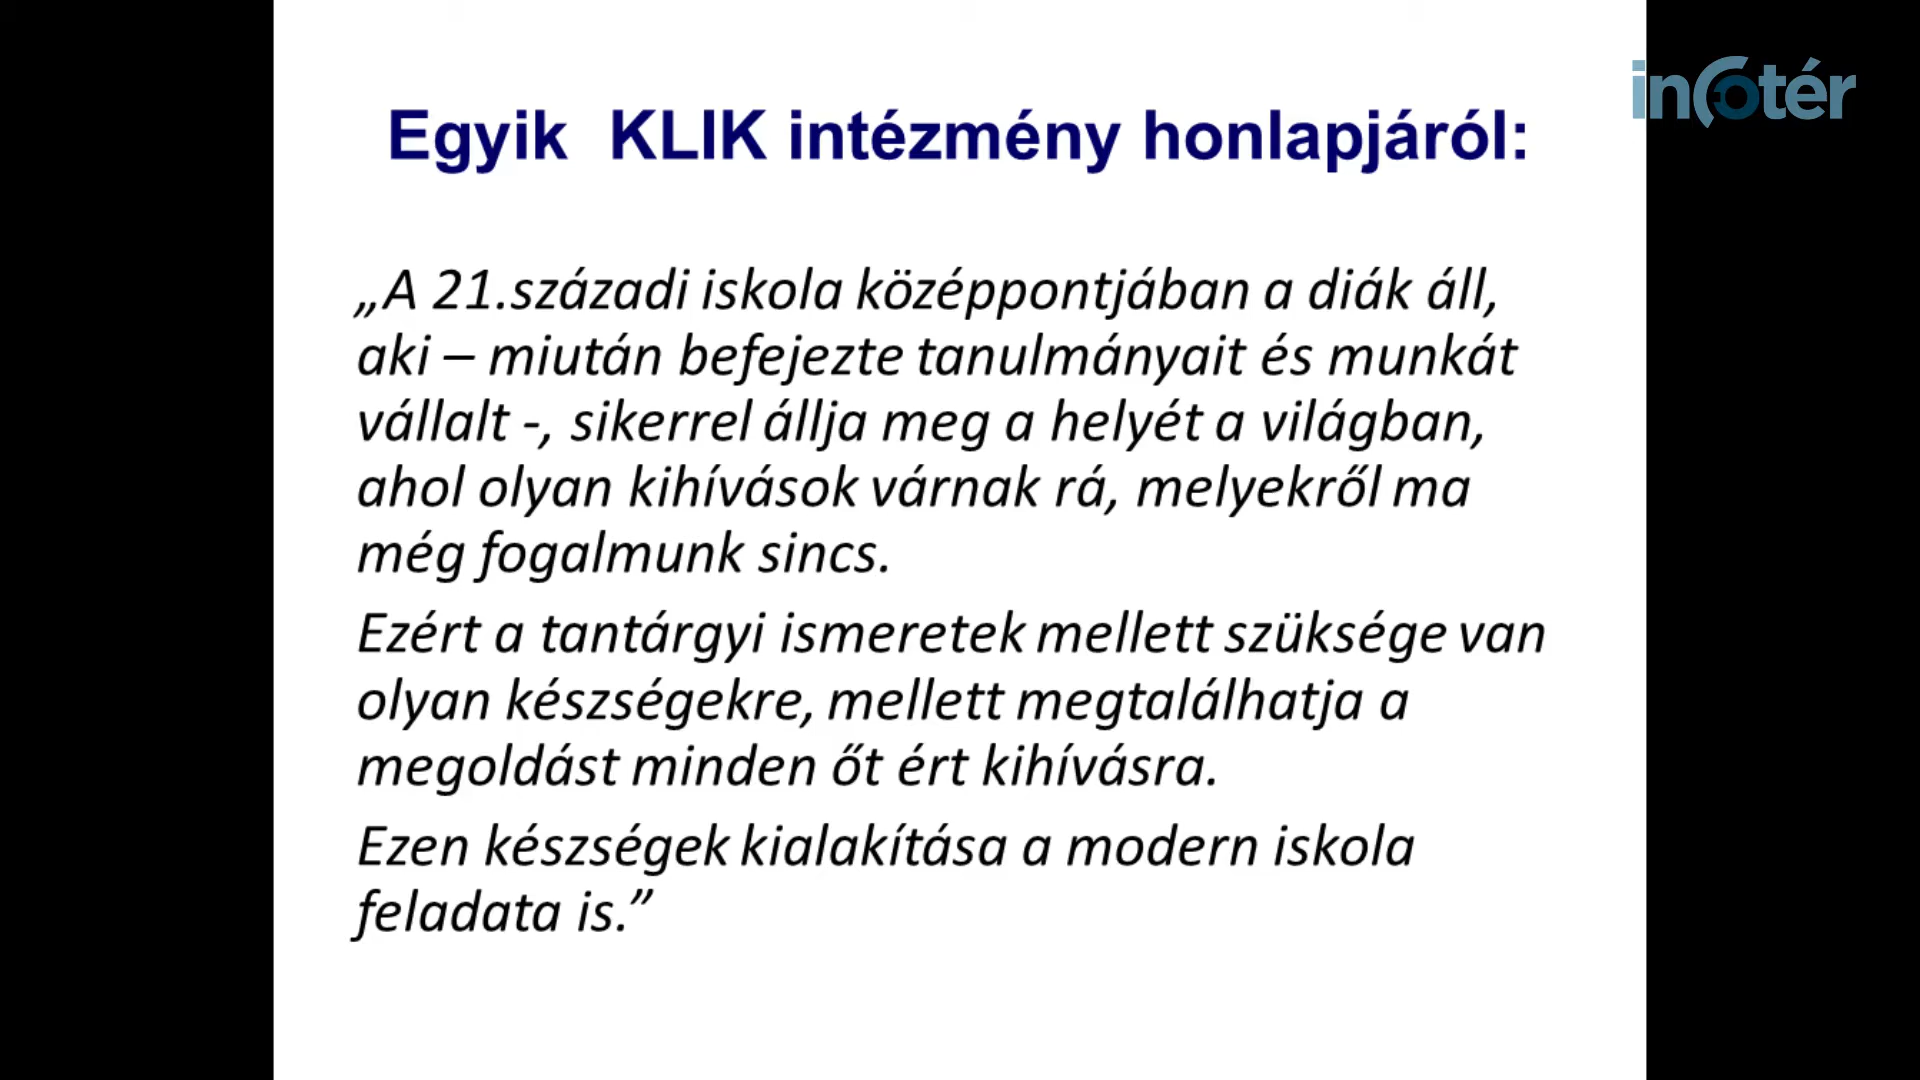 infotér
Egyik KLIK intézmény honlapjáról:
„A 21.századi iskola középpontjában a diák áll,
aki – miután befejezte tanulmányait és munkát
vállalt -, sikerrel állja meg a helyét a világban,
ahol olyan kihívások várnak rá, melyekről ma
még fogalmunk sincs.
Ezért a tantárgyi ismeretek mellett szüksége van
olyan készségekre, mellett megtalálhatja a
megoldást minden őt ért kihívásra.
Ezen készségek kialakítása a modern iskola
feladata is.”